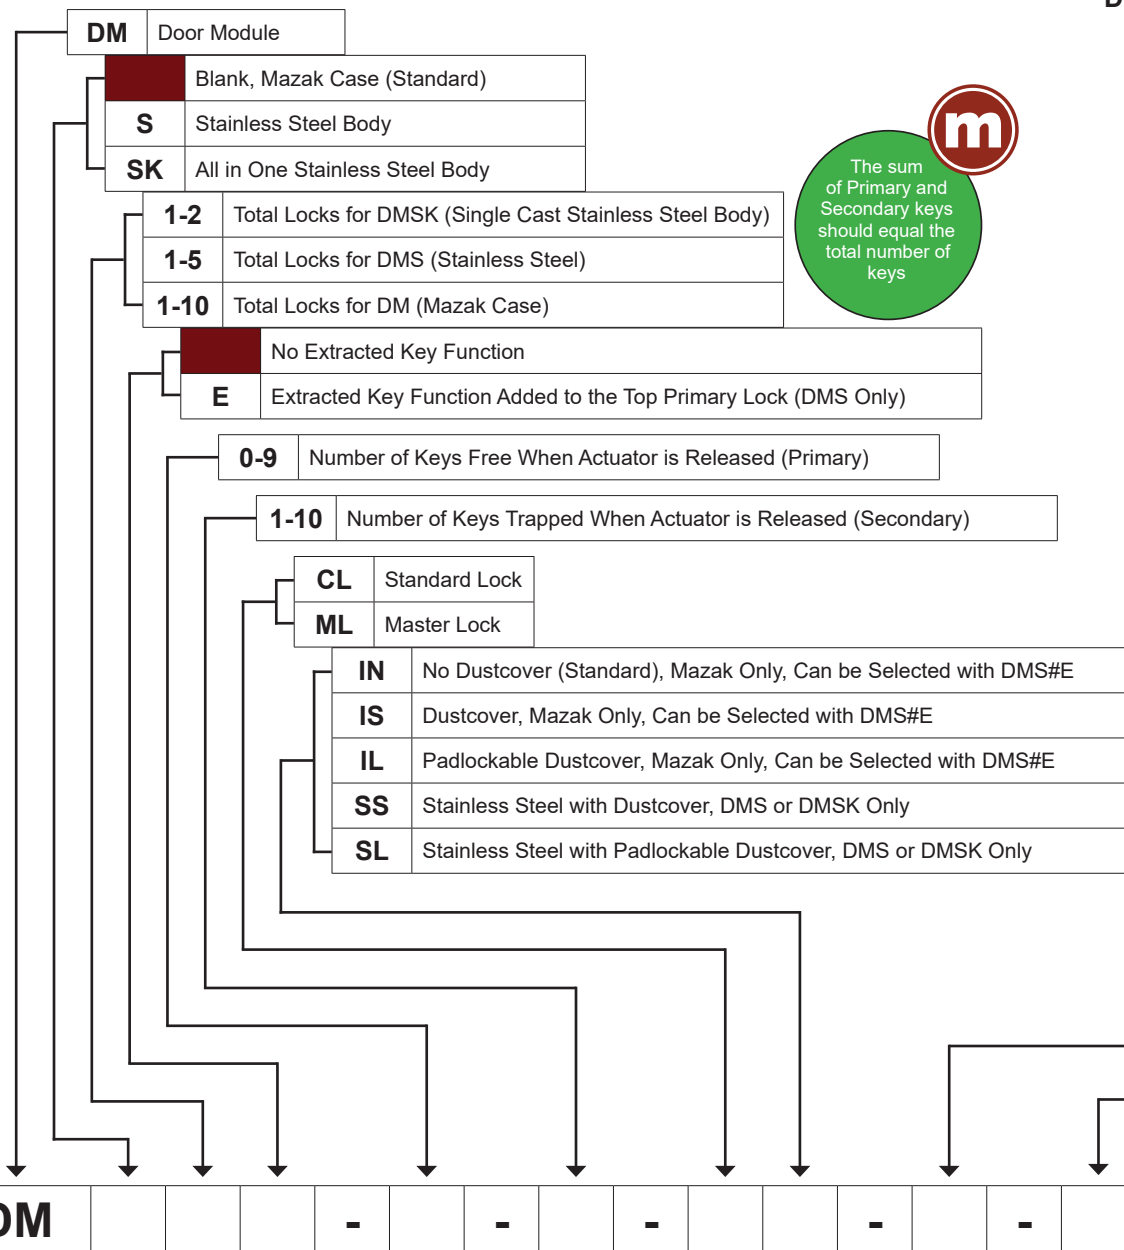 DM Door Module
Blank, Mazak Case (Standard)
S Stainless Steel Body
SK All in One Stainless Steel Body
m
The sum
of Primary and
Secondary keys
should equal the
total number of
keys
1-2 Total Locks for DMSK (Single Cast Stainless Steel Body)
1-5 Total Locks for DMS (Stainless Steel)
1-10 Total Locks for DM (Mazak Case)
No Extracted Key Function
E Extracted Key Function Added to the Top Primary Lock (DMS Only)
0-9 Number of Keys Free When Actuator is Released (Primary)
1-10 Number of Keys Trapped When Actuator is Released (Secondary)
CL Standard Lock
ML Master Lock
IN No Dustcover (Standard), Mazak Only, Can be Selected with DMS#E
IS Dustcover, Mazak Only, Can be Selected with DMS#E
IL Padlockable Dustcover, Mazak Only, Can be Selected with DMS#E
SS Stainless Steel with Dustcover, DMS or DMSK Only
SL Stainless Steel with Padlockable Dustcover, DMS or DMSK Only
DM - - - - -